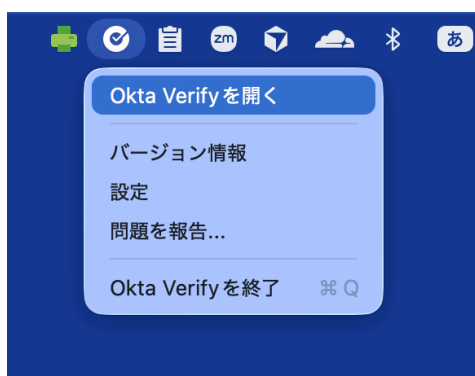 zm
あ
Okta Verifyを開く
バージョン情報
設定
問題を報告...
Okta Verifyを終了 ⌘ Q